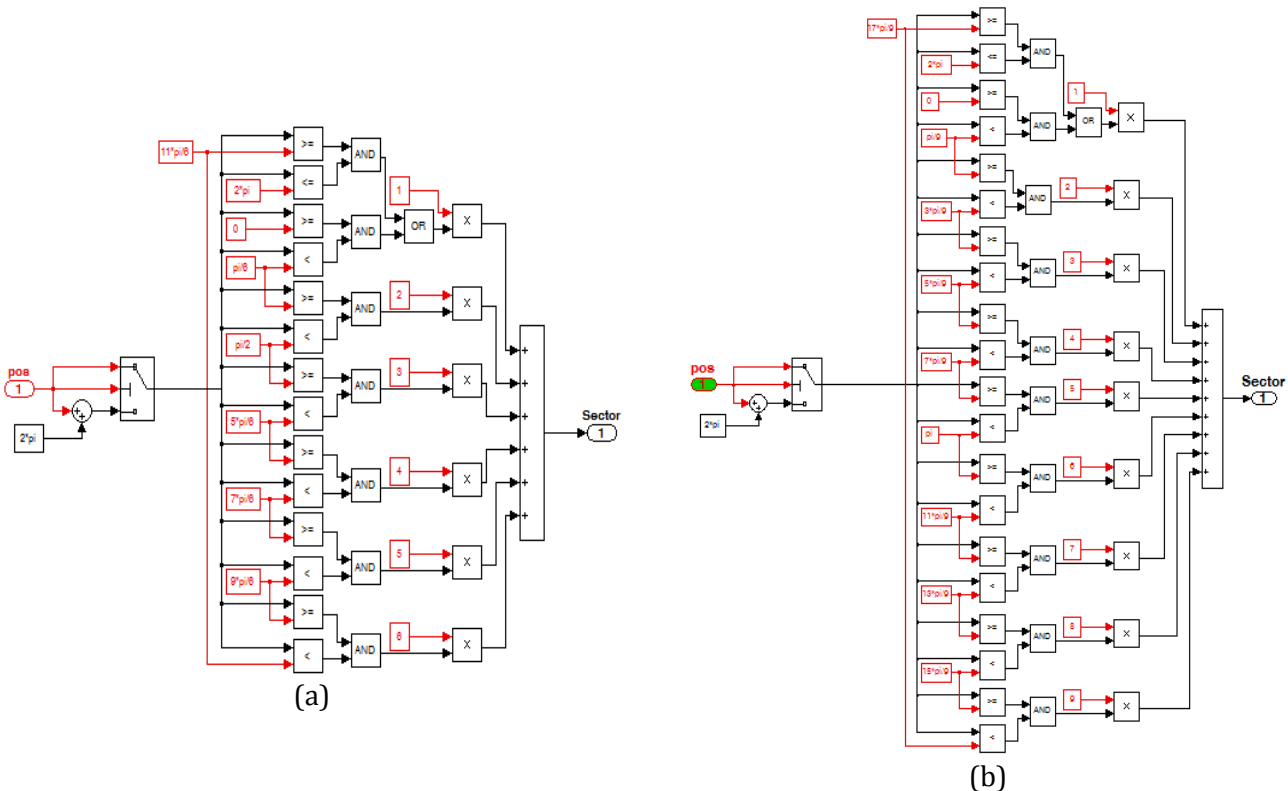 11*pi/6
>=
AND
2*pi
<=
1
X
0
>=
AND
OR
pi/6
<
>=
AND
2
X
pi/2
<
>=
AND
3
X
5*pi/6
<
>=
AND
4
X
7*pi/6
<
>=
AND
5
X
9*pi/6
<
>=
AND
6
X
<
pos
1
2*pi
+
+
+
+
+
+
+
+
Sector
1
(a)
17*pi/9
>=
AND
2*pi
<=
1
X
0
>=
AND
OR
pi/9
<
>=
AND
2
X
3*pi/9
<
>=
AND
3
X
5*pi/9
<
>=
AND
4
X
7*pi/9
<
>=
AND
5
X
pi
<
>=
AND
6
X
11*pi/9
<
>=
AND
7
X
13*pi/9
<
>=
AND
8
X
15*pi/9
<
>=
AND
9
X
<
pos
1
2*pi
+
+
+
+
+
+
+
+
+
+
+
Sector
1
(b)